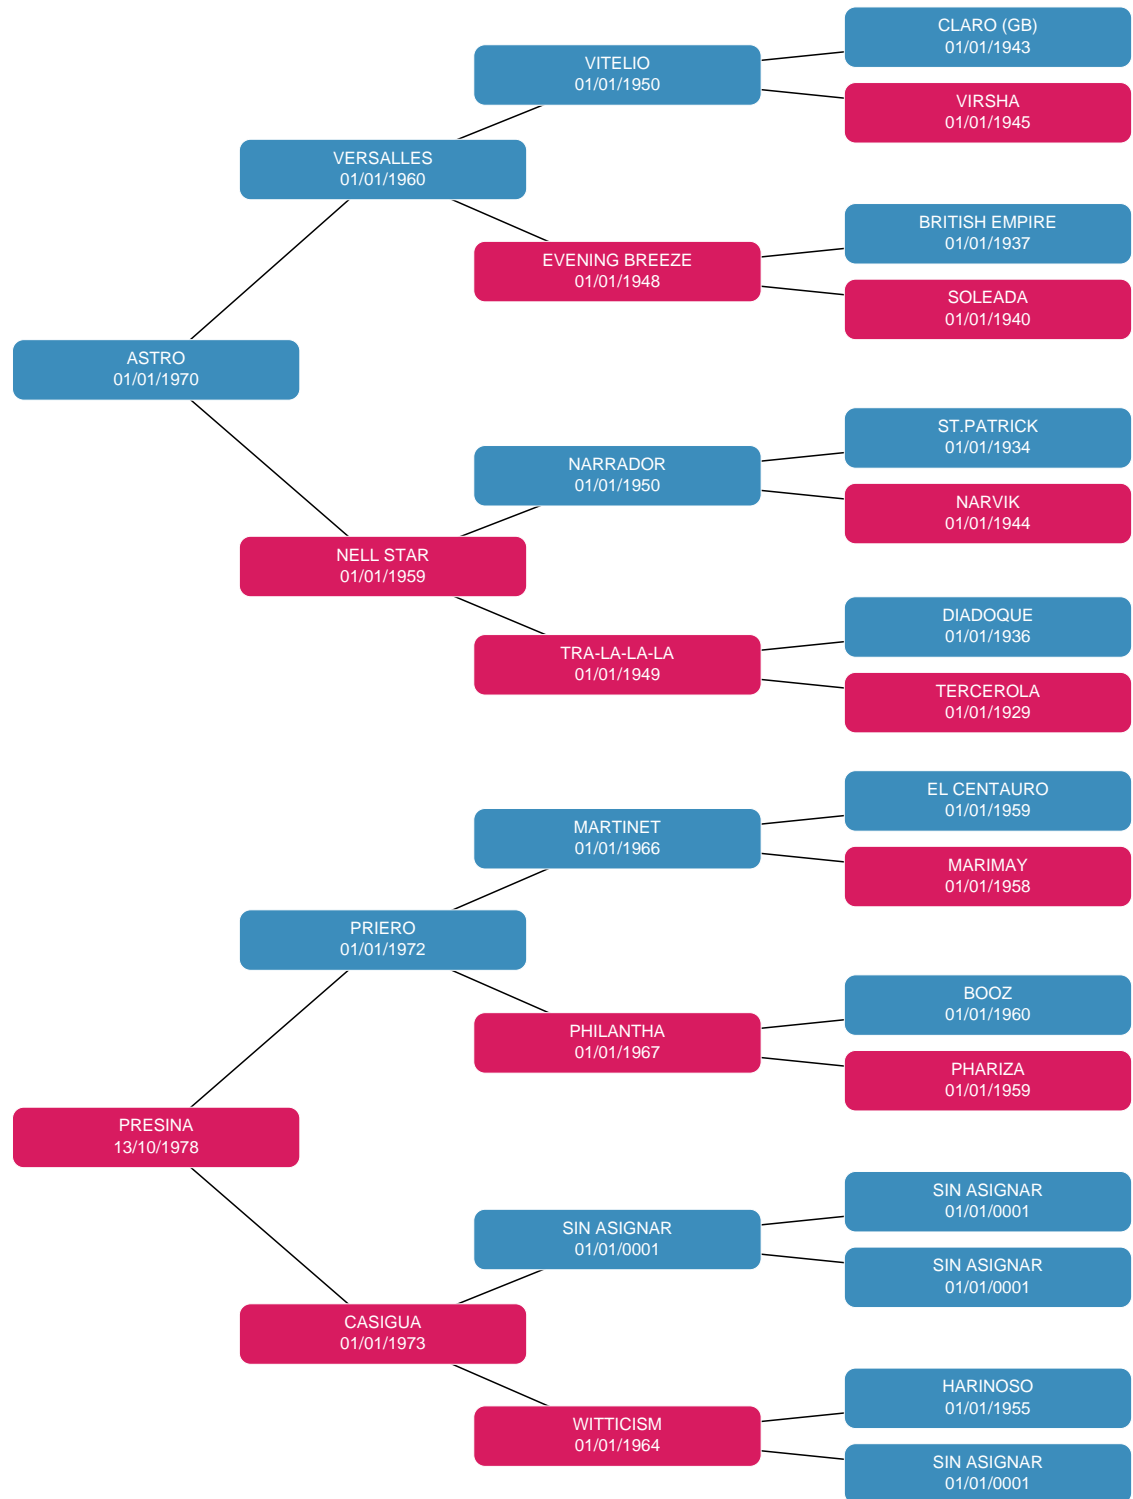 CLARO (GB)
01/01/1943
VITELIO
01/01/1950
VIRSHA
01/01/1945
VERSALLES
01/01/1960
BRITISH EMPIRE
01/01/1937
EVENING BREEZE
01/01/1948
SOLEADA
01/01/1940
ASTRO
01/01/1970
ST.PATRICK
01/01/1934
NARRADOR
01/01/1950
NARVIK
01/01/1944
NELL STAR
01/01/1959
DIADOQUE
01/01/1936
TRA-LA-LA-LA
01/01/1949
TERCEROLA
01/01/1929
EL CENTAURO
01/01/1959
MARTINET
01/01/1966
MARIMAY
01/01/1958
PRIERO
01/01/1972
BOOZ
01/01/1960
PHILANTHA
01/01/1967
PHARIZA
01/01/1959
PRESINA
13/10/1978
SIN ASIGNAR
01/01/0001
SIN ASIGNAR
01/01/0001
SIN ASIGNAR
01/01/0001
CASIGUA
01/01/1973
HARINOSO
01/01/1955
WITTICISM
01/01/1964
SIN ASIGNAR
01/01/0001